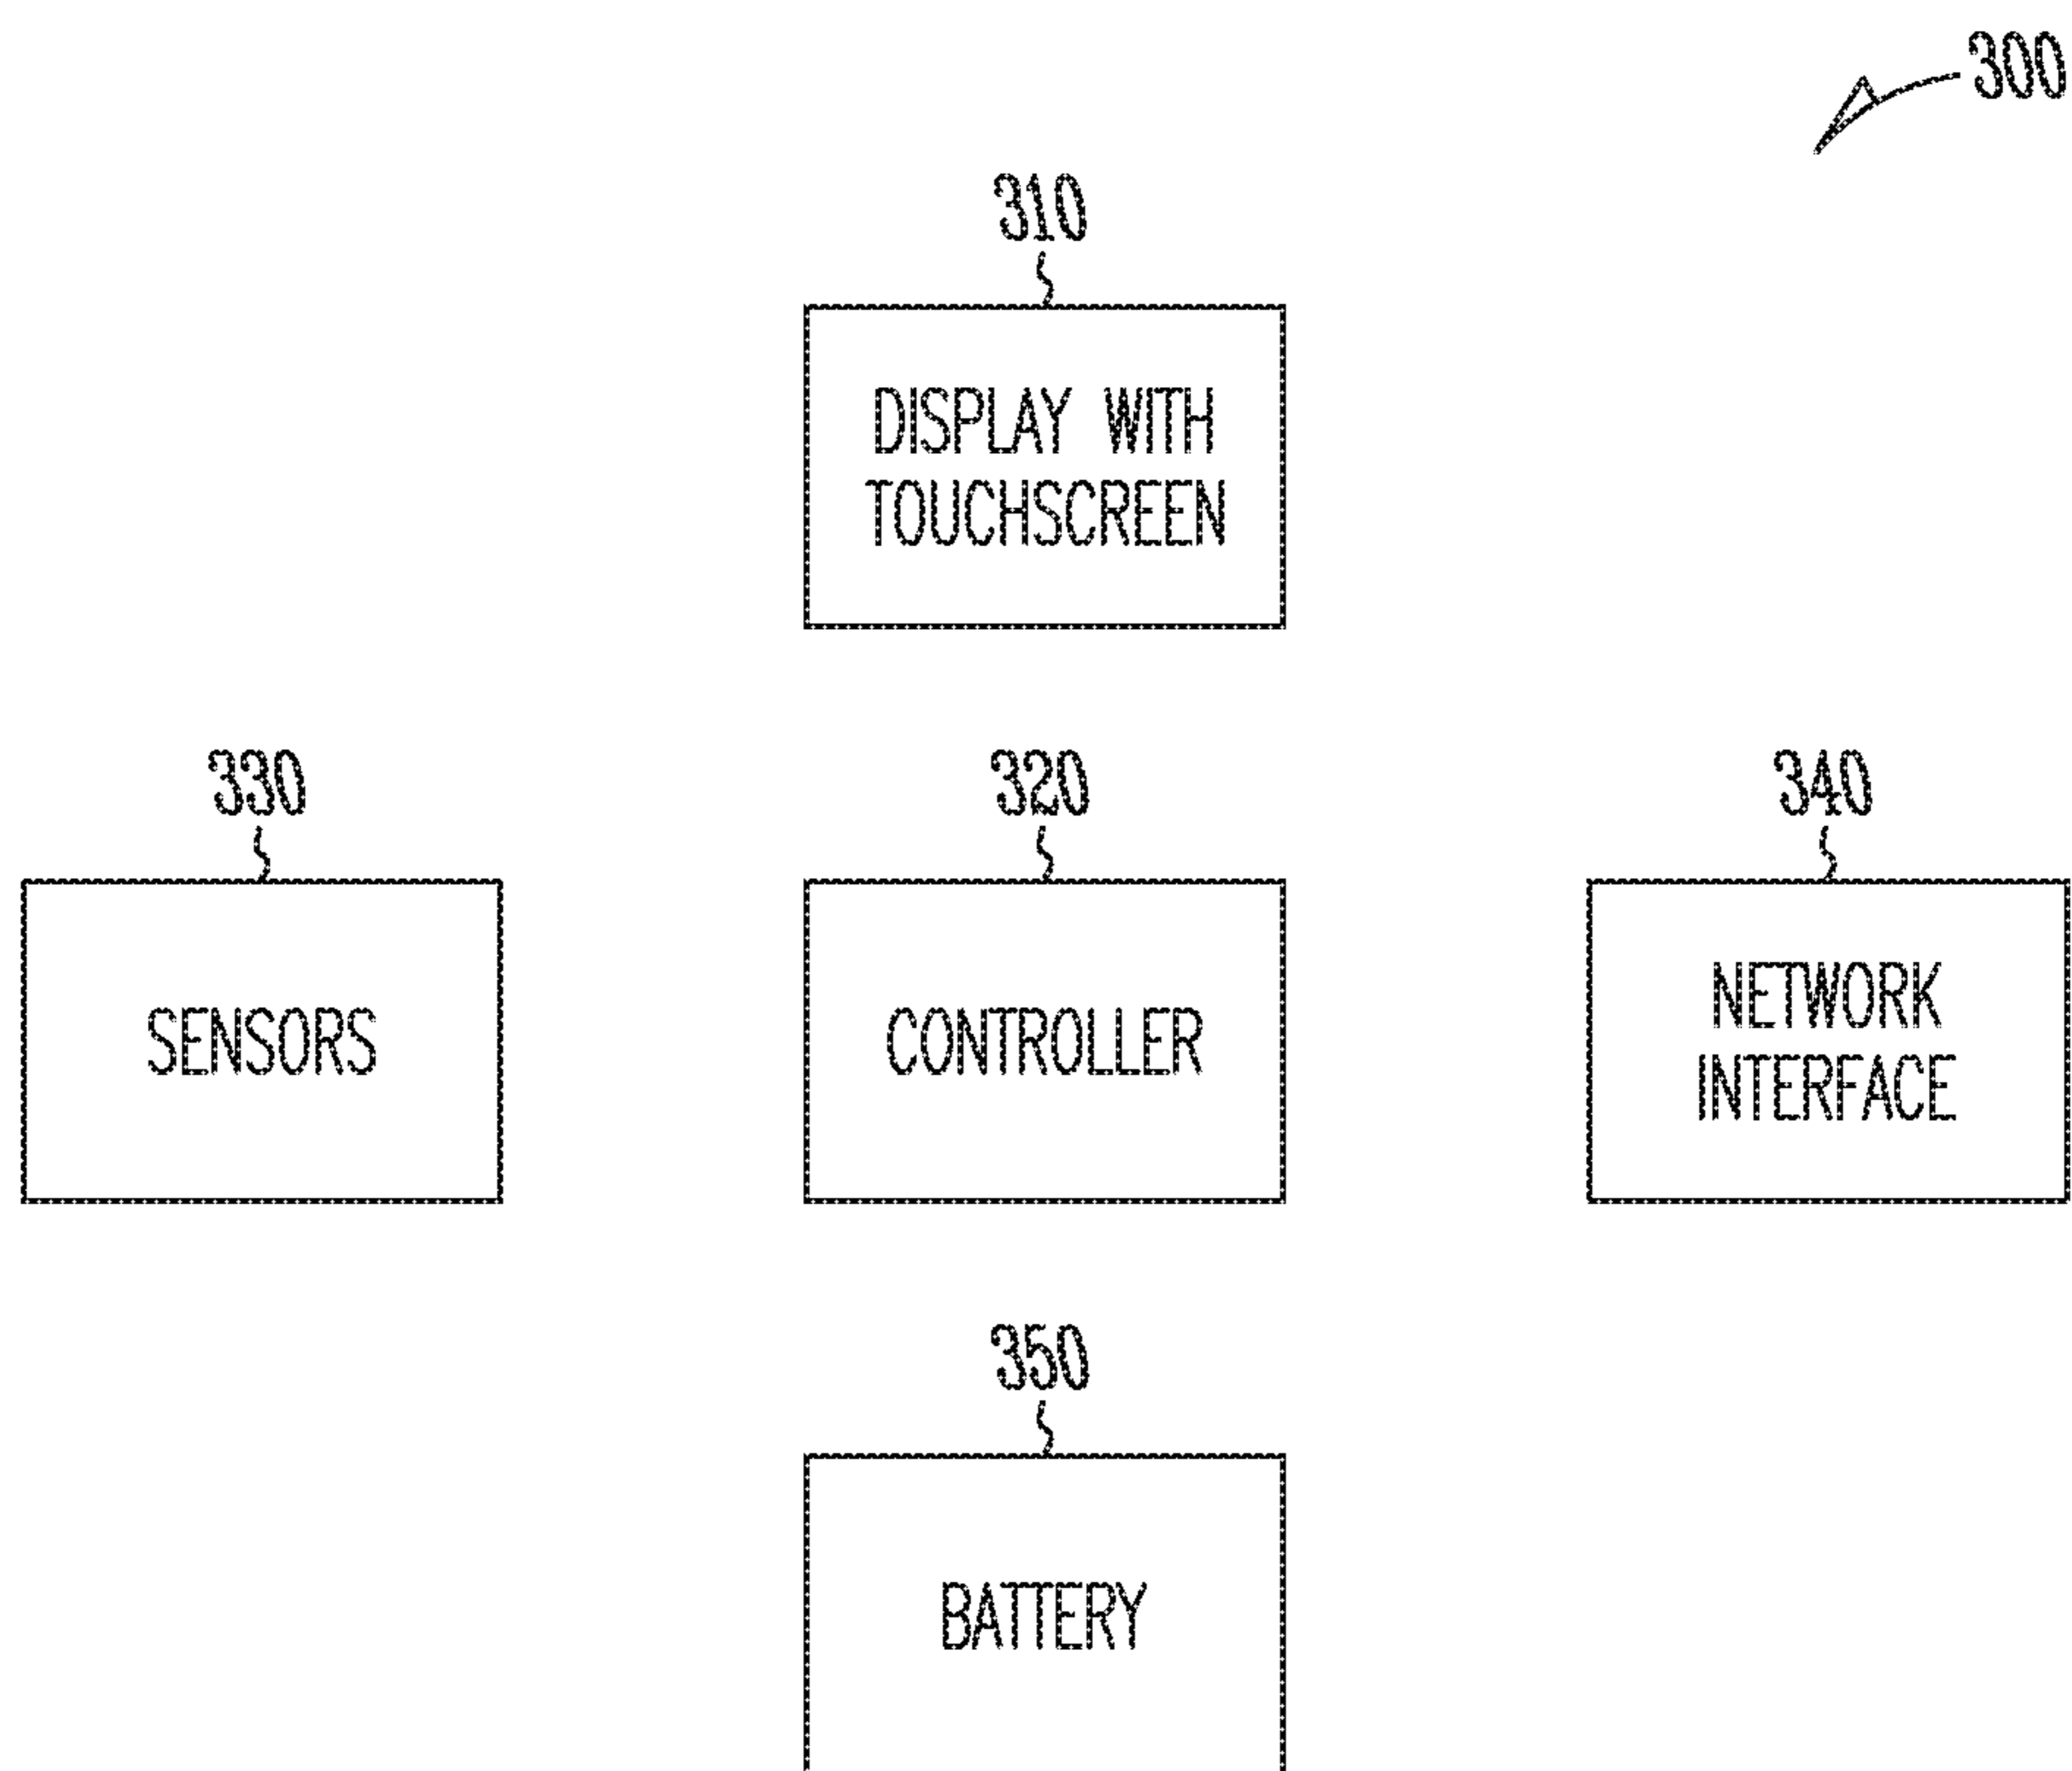 300
310
DISPLAY WITH
TOUCHSCREEN
330
320
340
SENSORS
CONTROLLER
NETWORK
INTERFACE
350
BATTERY